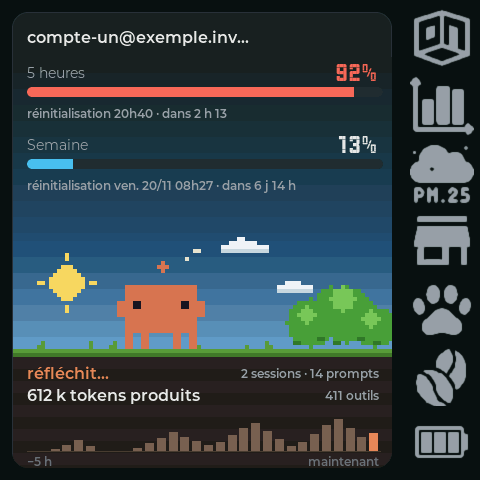 compte-un@exemple.inv...
5 heures 92%
réinitialisation 20h40 · dans 2 h 13
Semaine 13%
réinitialisation ven. 20/11 08h27 · dans 6 j 14 h
PM.25
réfléchit... 2 sessions · 14 prompts
612 k tokens produits 411 outils
−5 h maintenant